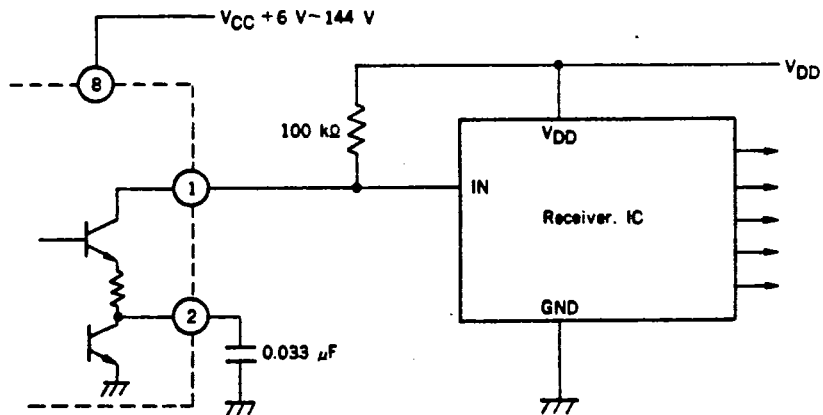 VCC +6 V~144 V
8
VDD
100 kΩ
VDD
1
IN
Receiver. IC
2
GND
0.033 μF